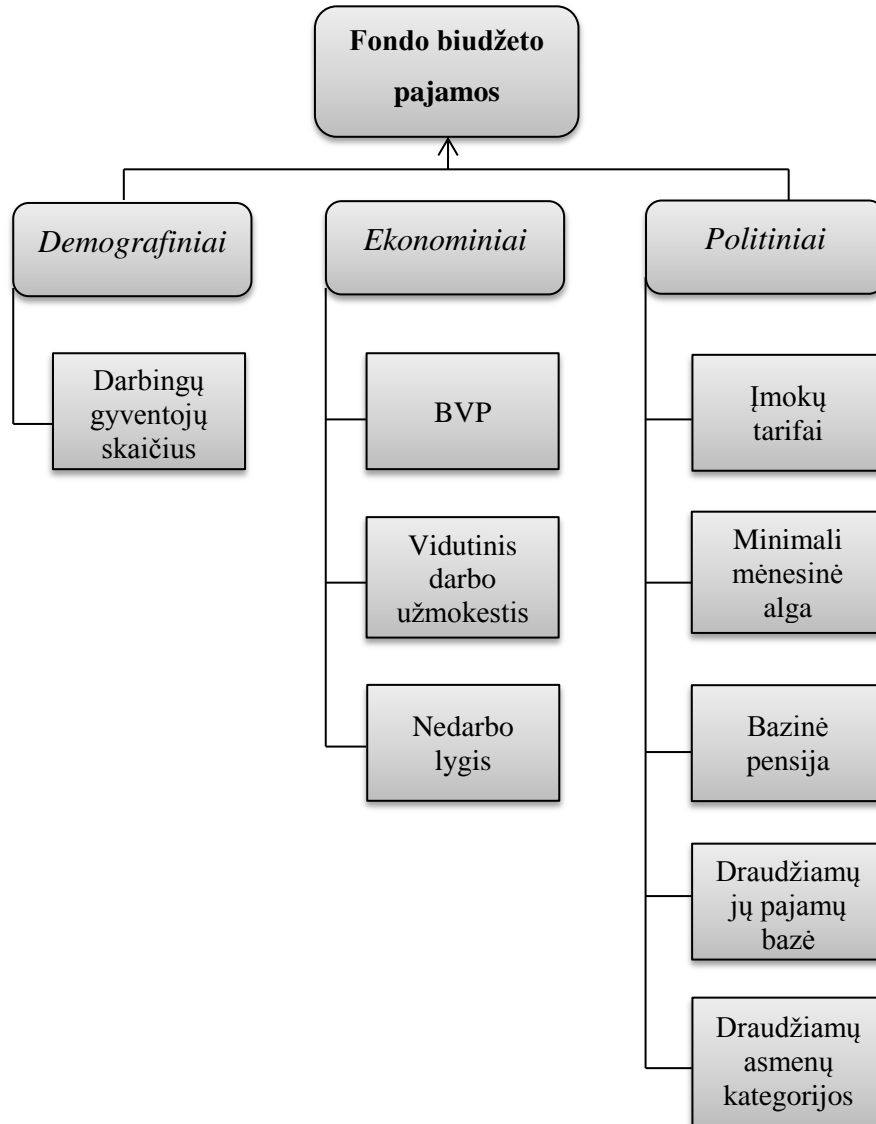 Fondo biudžeto
pajamos
Demografiniai
Ekonominiai
Politiniai
Darbingų
gyventojų
skaičius
BVP
Vidutinis
darbo
užmokestis
Nedarbo
lygis
Įmokų
tarifai
Minimali
mėnesinė
alga
Bazinė
pensija
Draudžiamų
jų pajamų
bazė
Draudžiamų
asmenų
kategorijos